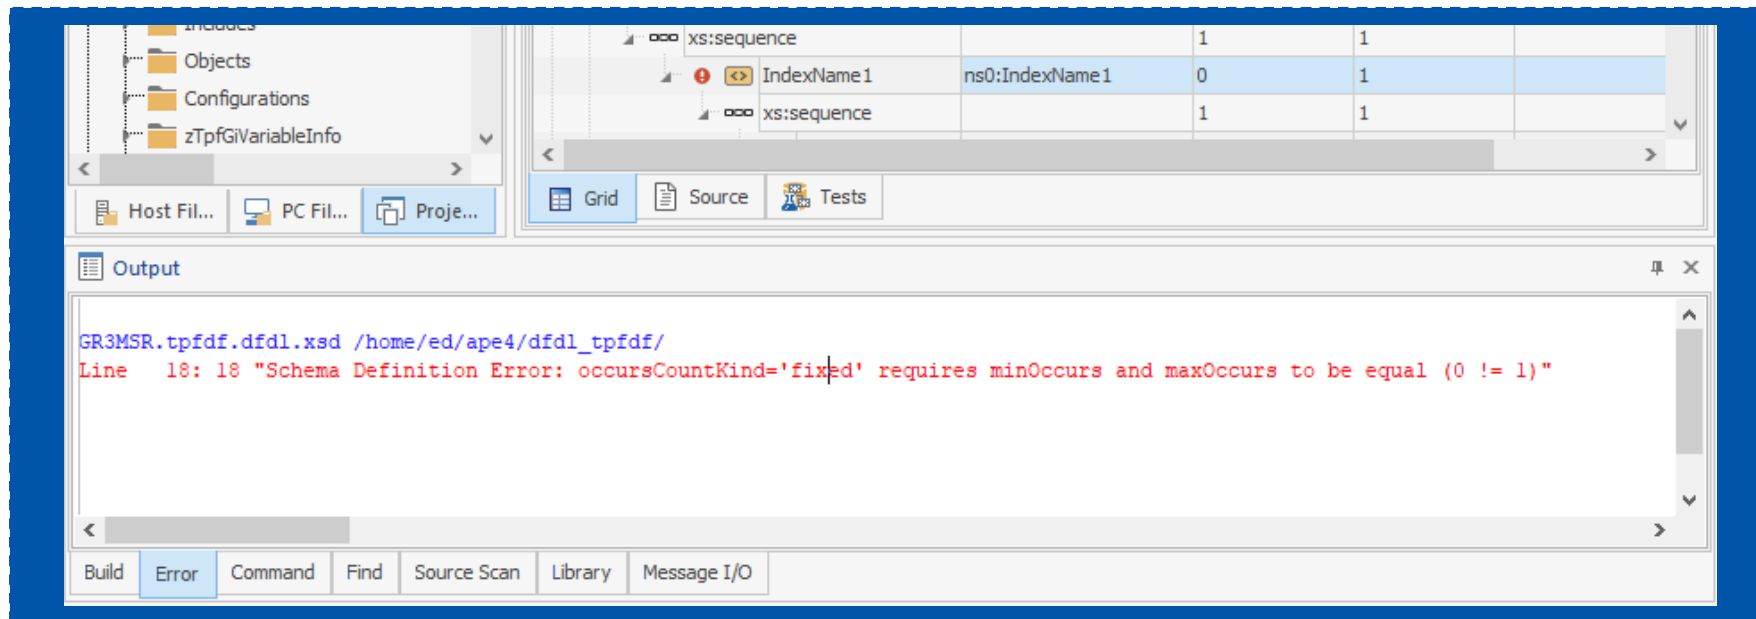 Includes
Objects
Configurations
zTpfGiVariableInfo
Host Fil... PC Fil... Proje...
xs:sequence 1 1
IndexName1 ns0:IndexName1 0 1
xs:sequence 1 1
Grid Source Tests
Output
GR3MSR.tpfdf.dfdl.xsd /home/ed/ape4/dfdl_tpfdf/
Line 18: 18 "Schema Definition Error: occursCountKind='fixed' requires minOccurs and maxOccurs to be equal (0 != 1)"
Build Error Command Find Source Scan Library Message I/O